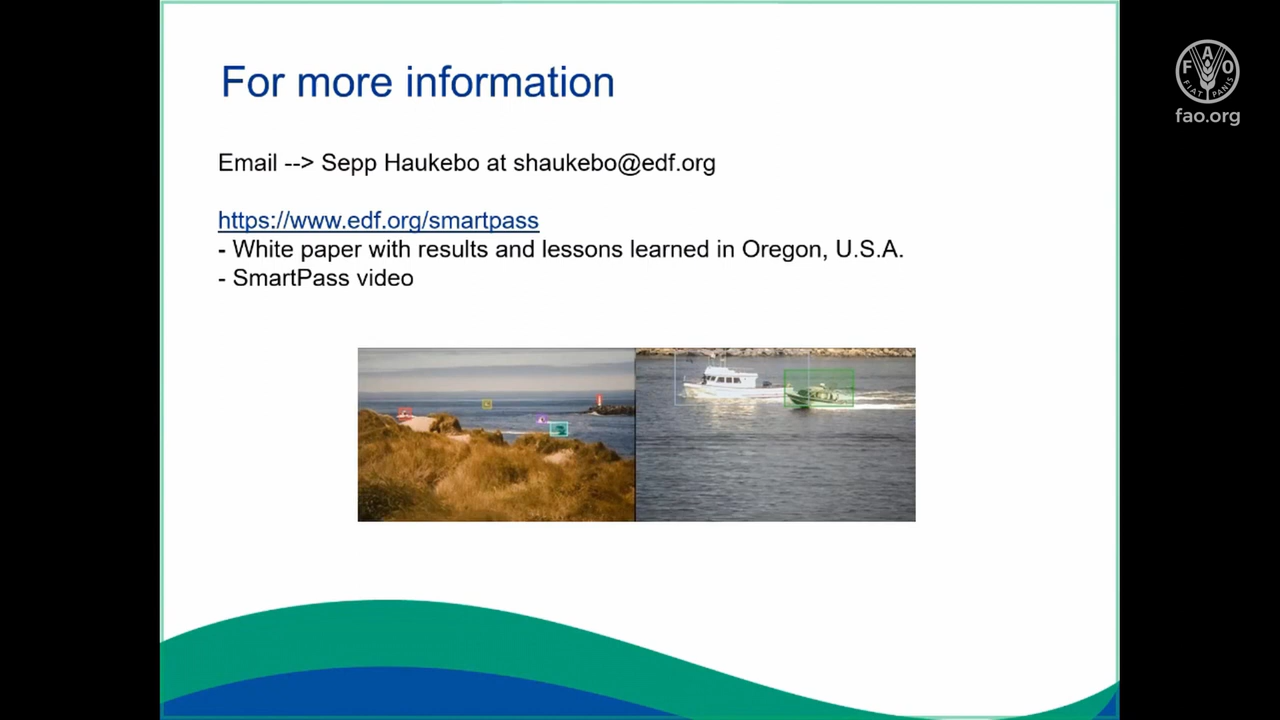 For more information
Email --> Sepp Haukebo at shaukebo@edf.org
https://www.edf.org/smartpass
- White paper with results and lessons learned in Oregon, U.S.A.
- SmartPass video
F A O
FIAT PANIS
fao.org